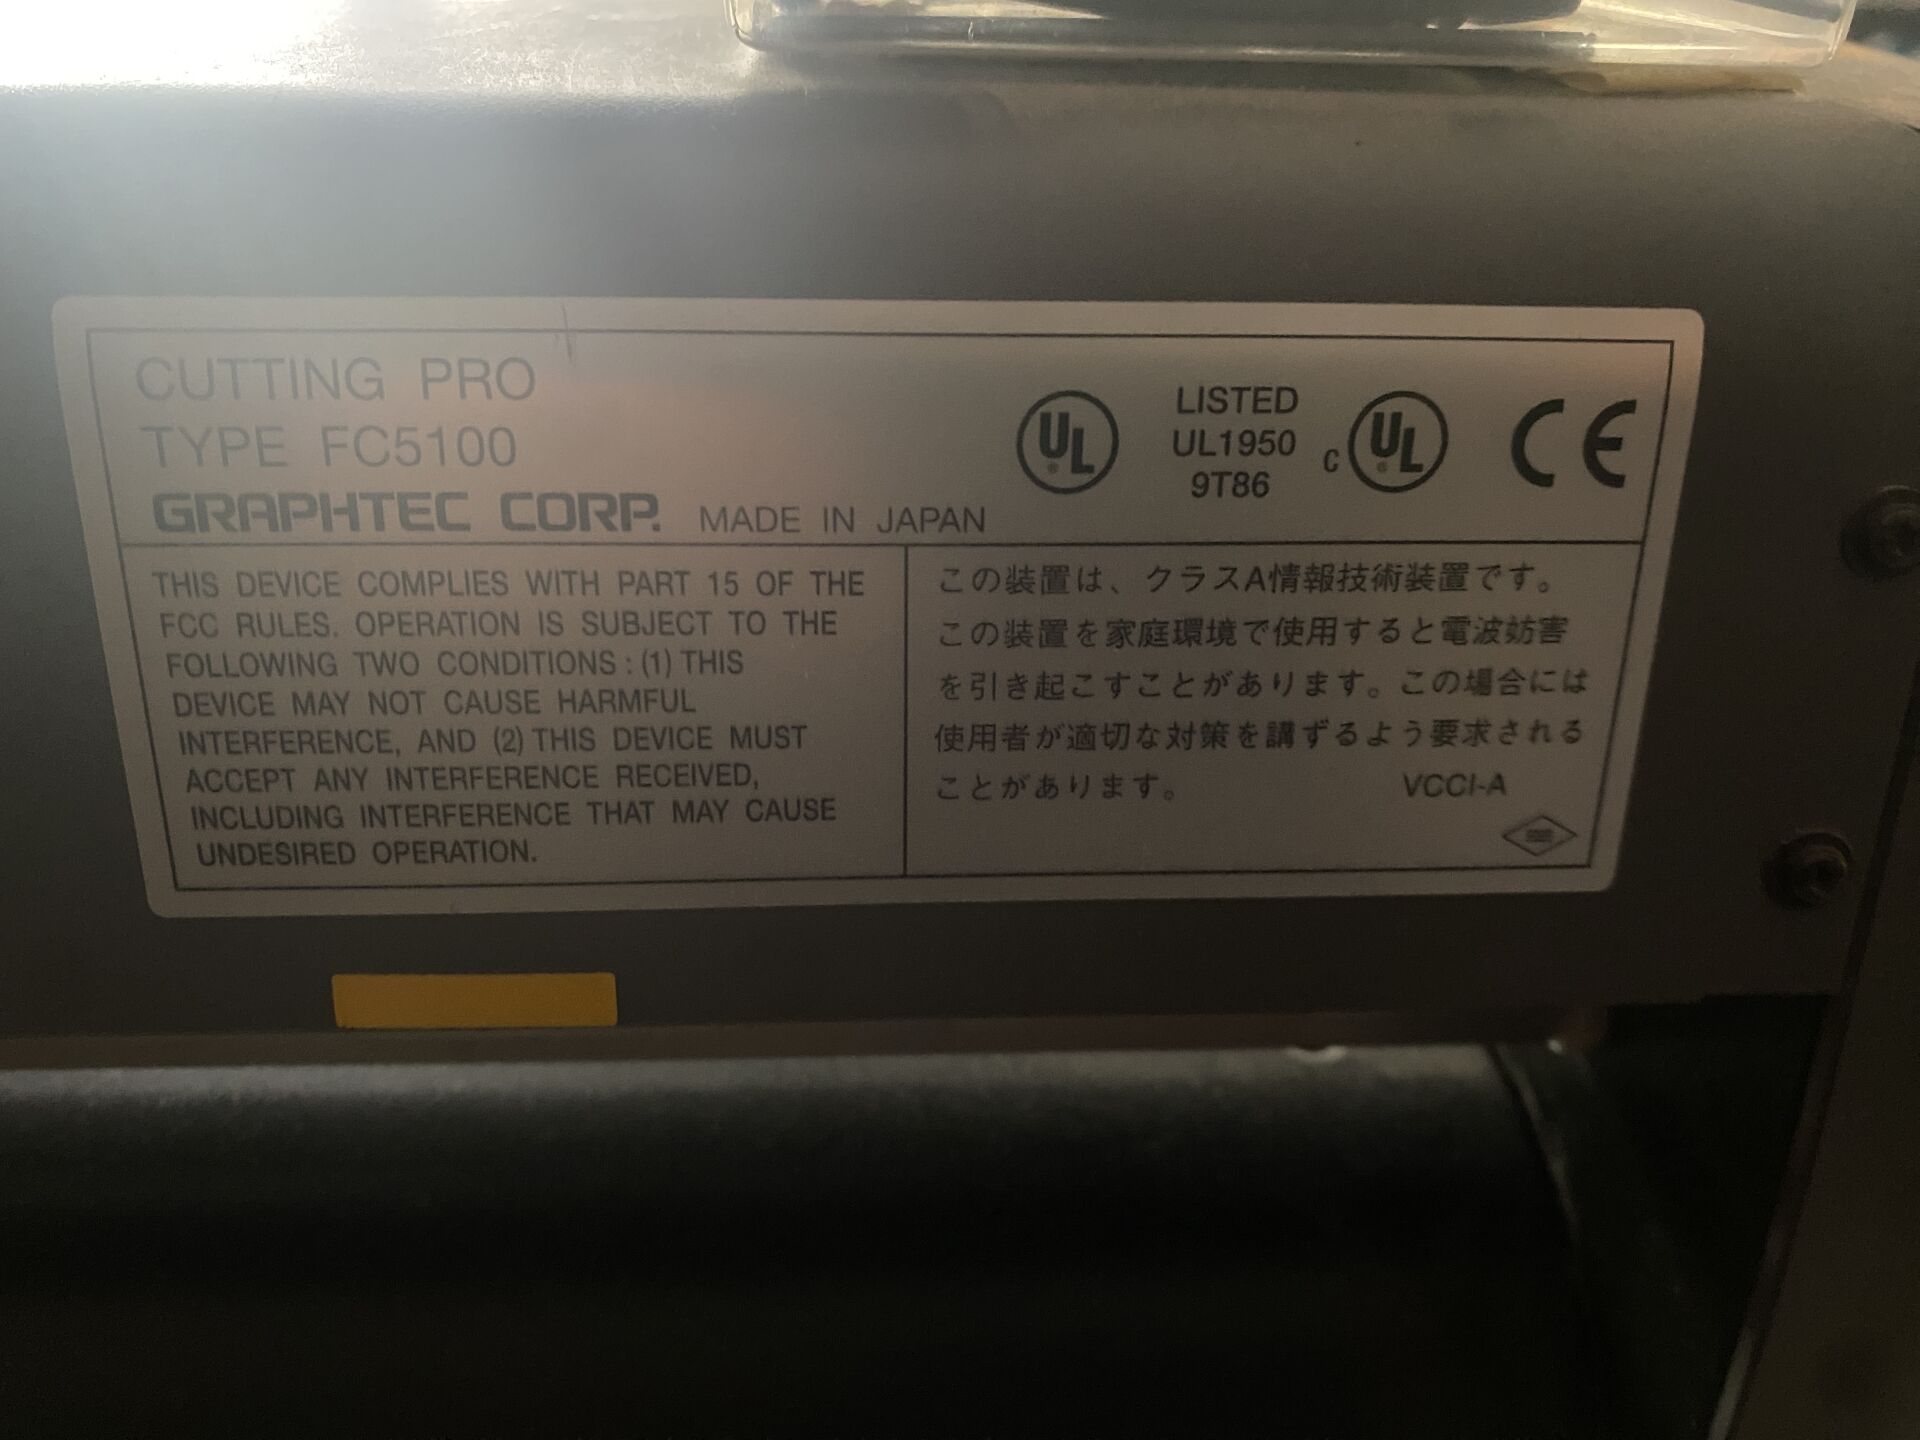 CUTTING PRO
TYPE FC5100
GRAPHTEC CORP. MADE IN JAPAN
UL
LISTED
UL1950
9T86
C UL
CE
THIS DEVICE COMPLIES WITH PART 15 OF THE
FCC RULES. OPERATION IS SUBJECT TO THE
FOLLOWING TWO CONDITIONS : (1) THIS
DEVICE MAY NOT CAUSE HARMFUL
INTERFERENCE, AND (2) THIS DEVICE MUST
ACCEPT ANY INTERFERENCE RECEIVED,
INCLUDING INTERFERENCE THAT MAY CAUSE
UNDESIRED OPERATION.
この装置は、クラスA情報技術装置です。
この装置を家庭環境で使用すると電波妨害
を引き起こすことがあります。この場合には
使用者が適切な対策を講ずるよう要求される
ことがあります。 VCCI-A